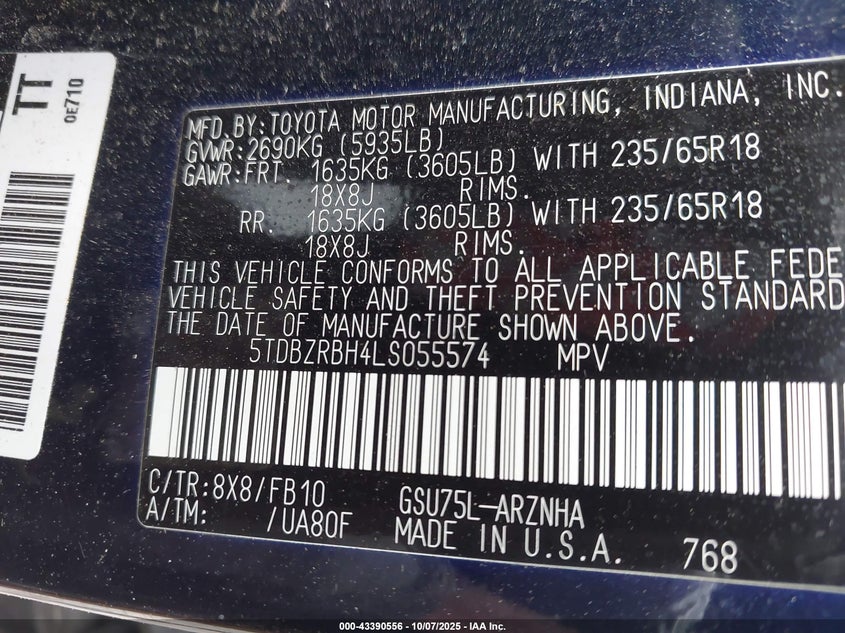 TT
0E710
MFD.BY:TOYOTA MOTOR MANUFACTURING, INDIANA, INC.
GVWR:2690KG (5935LB)
GAWR:FRT. 1635KG (3605LB) WITH 235/65R18
18X8J RIMS.
RR. 1635KG (3605LB) WITH 235/65R18
18X8J RIMS.
THIS VEHICLE CONFORMS TO ALL APPLICABLE FEDE
VEHICLE SAFETY AND THEFT PREVENTION STANDARD
THE DATE OF MANUFACTURE SHOWN ABOVE.
5TDBZRBH4LS055574 MPV
C/TR:8X8/FB10 GSU75L-ARZNHA
A/TM: /UA80F MADE IN U.S.A. 768
000-43390556 - 10/07/2025 - IAA Inc.